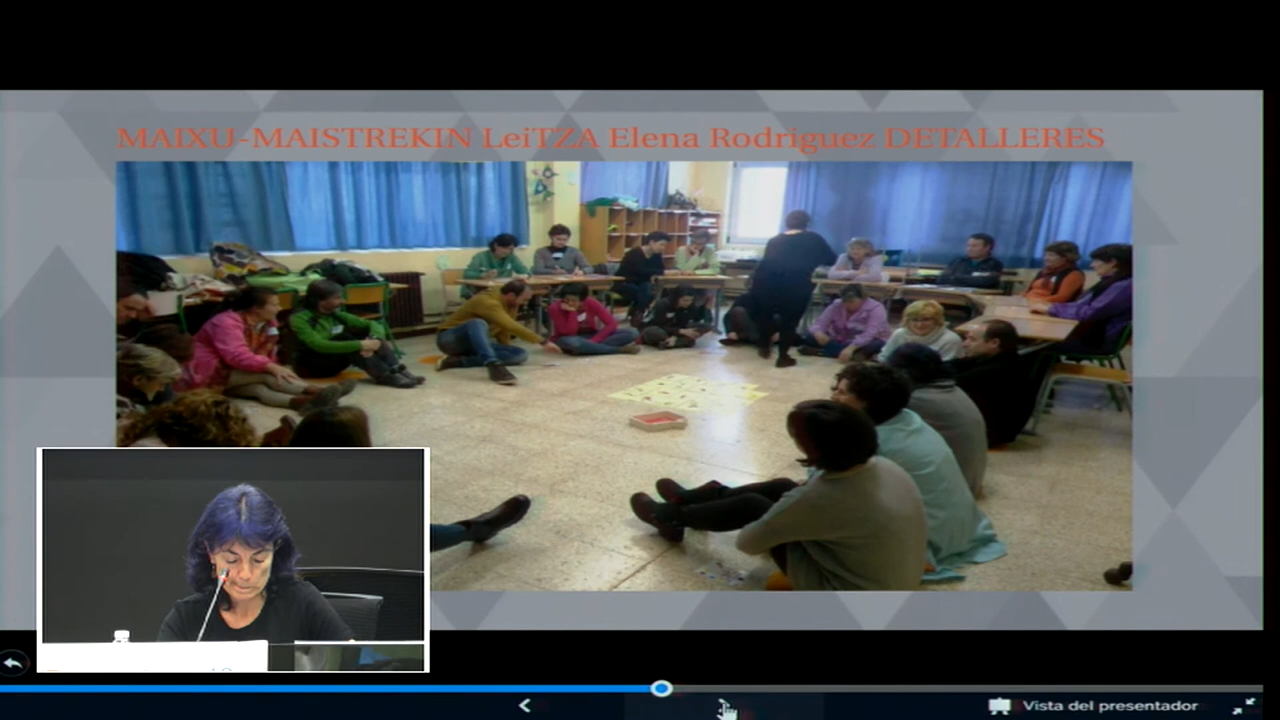 MAIXU-MAISTREKIN LeiTZA Elena Rodriguez DETALLERES
Vista del presentador